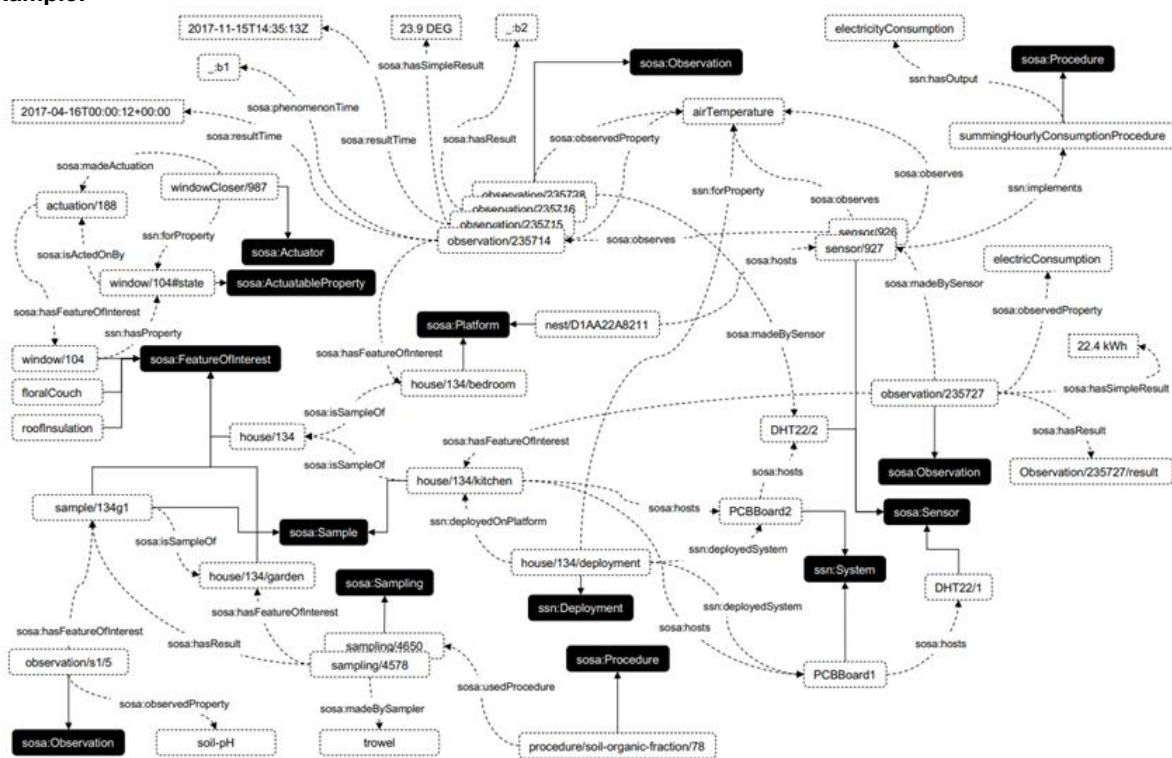 2017-11-15T14:35:13Z
23.9 DEG
_:b2
electricityConsumption
sosa:Procedure
sosa:hasSimpleResult
sosa:Observation
_:b1
ssn:hasOutput
2017-04-16T00:00:12+00:00
sosa:phenomenonTime
sosa:hasResult
airTemperature
sosa:resultTime
sosa:resultTime
sosa:observedProperty
summingHourlyConsumptionProcedure
sosa:madeActuation
windowCloser/987
ssn:forProperty
sosa:observes
ssn:implements
actuation/188
observation/235728
observation/235716
observation/235715
observation/235714
sosa:observes
sosa:observes
sensor/926
sensor/927
ssn:forProperty
sosa:isActedOnBy
sosa:Actuator
sosa:hosts
electricConsumption
window/104#state
sosa:ActuatableProperty
sosa:madeBySensor
sosa:hasFeatureOfInterest
ssn:hasProperty
sosa:Platform
nest/D1AA22A8211
sosa:madeBySensor
sosa:observedProperty
window/104
sosa:FeatureOfInterest
sosa:hasFeatureOfInterest
22.4 kWh
floralCouch
house/134/bedroom
observation/235727
sosa:hasSimpleResult
roofInsulation
sosa:isSampleOf
house/134
DHT22/2
sosa:hasResult
sosa:hasFeatureOfInterest
sosa:isSampleOf
house/134/kitchen
sosa:hosts
sosa:Observation
Observation/235727/result
sample/134g1
sosa:hosts
PCBBoard2
sosa:Sensor
sosa:Sample
ssn:deployedOnPlatform
sosa:isSampleOf
ssn:deployedSystem
house/134/deployment
ssn:System
house/134/garden
sosa:Sampling
DHT22/1
sosa:hasFeatureOfInterest
ssn:Deployment
ssn:deployedSystem
sosa:hasFeatureOfInterest
sosa:hasResult
sosa:hosts
sosa:hosts
sampling/4650
sampling/4578
sosa:Procedure
observation/s1/5
PCBBoard1
sosa:usedProcedure
sosa:observedProperty
sosa:madeBySampler
sosa:Observation
soil-pH
trowel
procedure/soil-organic-fraction/78